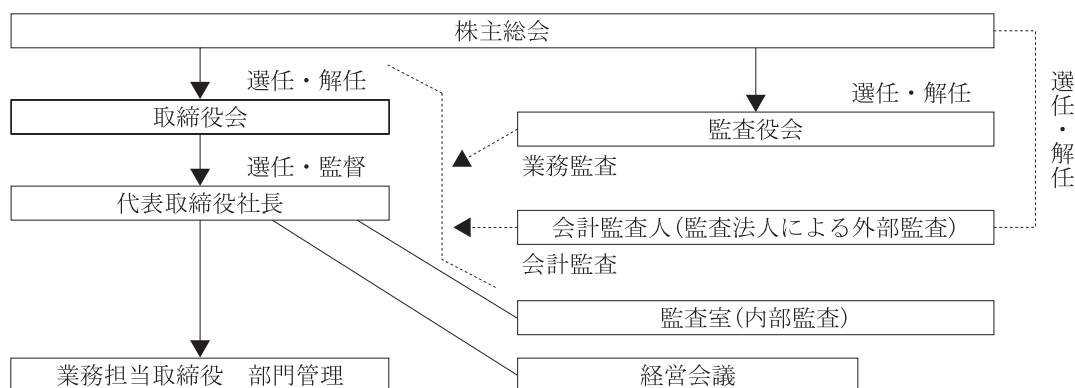 株主総会
選任・解任
選任・解任
選任・解任
取締役会
監査役会
業務監査
選任・監督
代表取締役社長
会計監査人(監査法人による外部監査)
会計監査
監査室(内部監査)
業務担当取締役 部門管理
経営会議